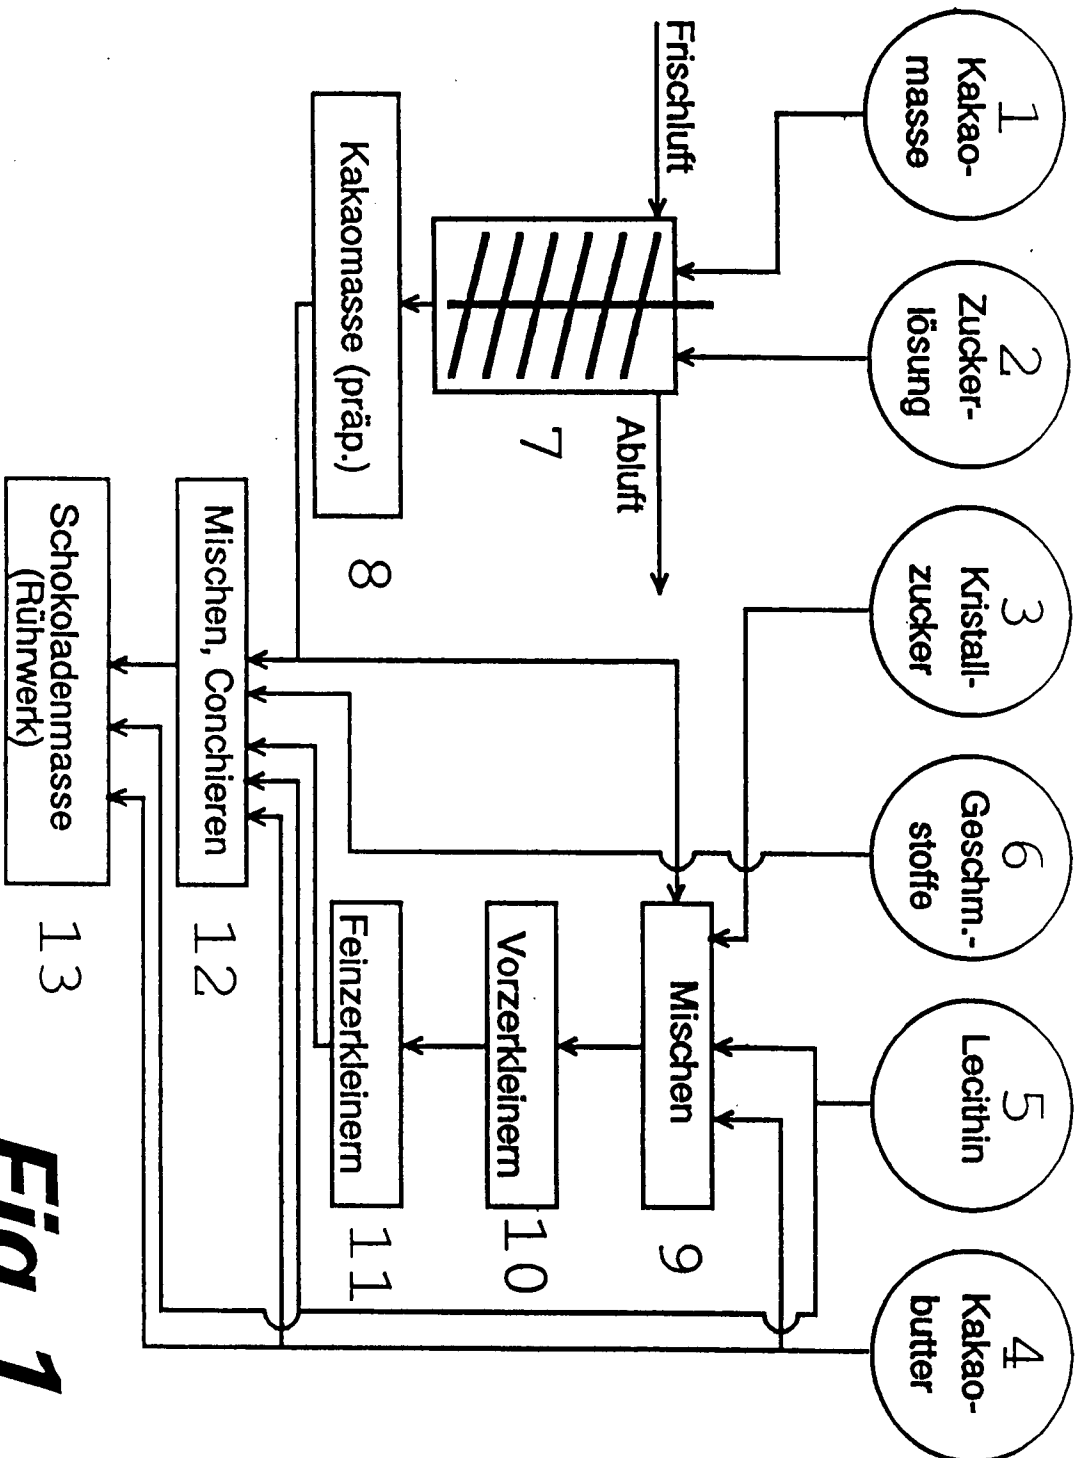 1
Kakao-
masse
2
Zucker-
lösung
3
Kristall-
zucker
6
Geschm.-
stoffe
5
Lecithin
4
Kakao-
butter
Frischluft
Abluft
7
Kakaomasse (präp.)
8
Mischen
9
Vorzerkleinern
10
Feinzerkleinern
11
Mischen, Conchieren
12
Schokoladenmasse
(Rührwerk)
13
Fig 1